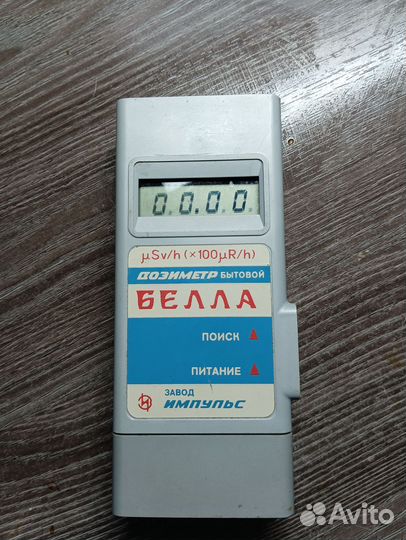 0.0.0.0
μSv/h (×100μR/h)
ДОЗИМЕТР БЫТОВОЙ
БЕЛЛА
ПОИСК ▲
ПИТАНИЕ ▲
ЗАВОД
ИМПУЛЬС
Avito